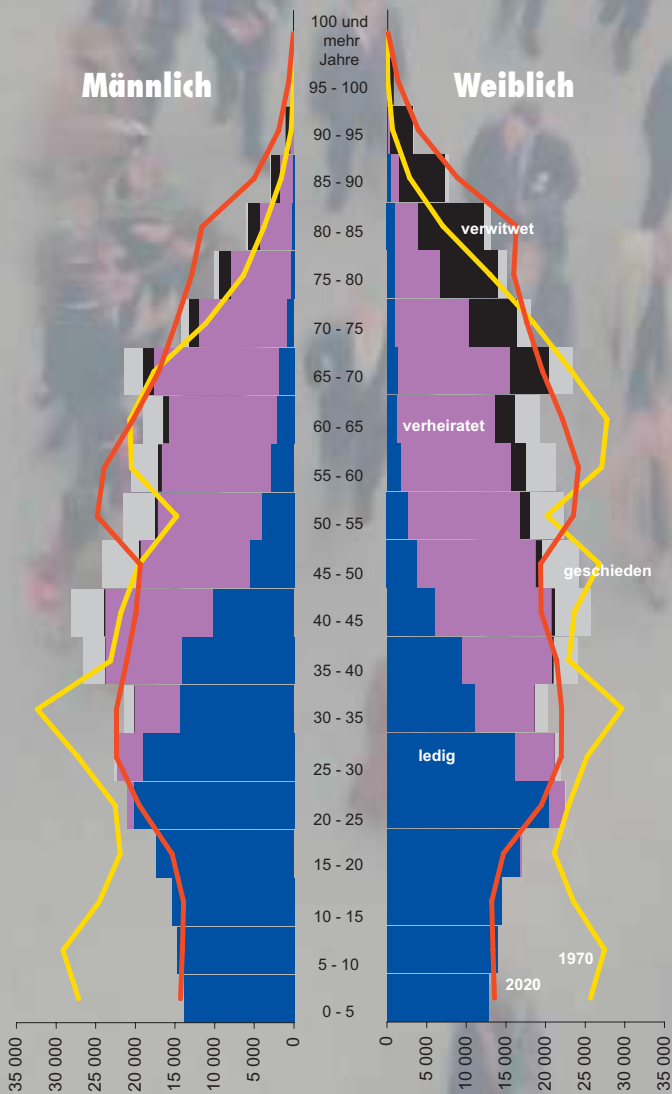 100 und
mehr
Jahre
Männlich
Weiblich
95 - 100
90 - 95
85 - 90
80 - 85
verwitwet
75 - 80
70 - 75
65 - 70
60 - 65
verheiratet
55 - 60
50 - 55
45 - 50
geschieden
40 - 45
35 - 40
30 - 35
25 - 30
ledig
20 - 25
15 - 20
10 - 15
5 - 10
1970
2020
0 - 5
35 000
30 000
25 000
20 000
15 000
10 000
5 000
0
0
5 000
10 000
15 000
20 000
25 000
30 000
35 000